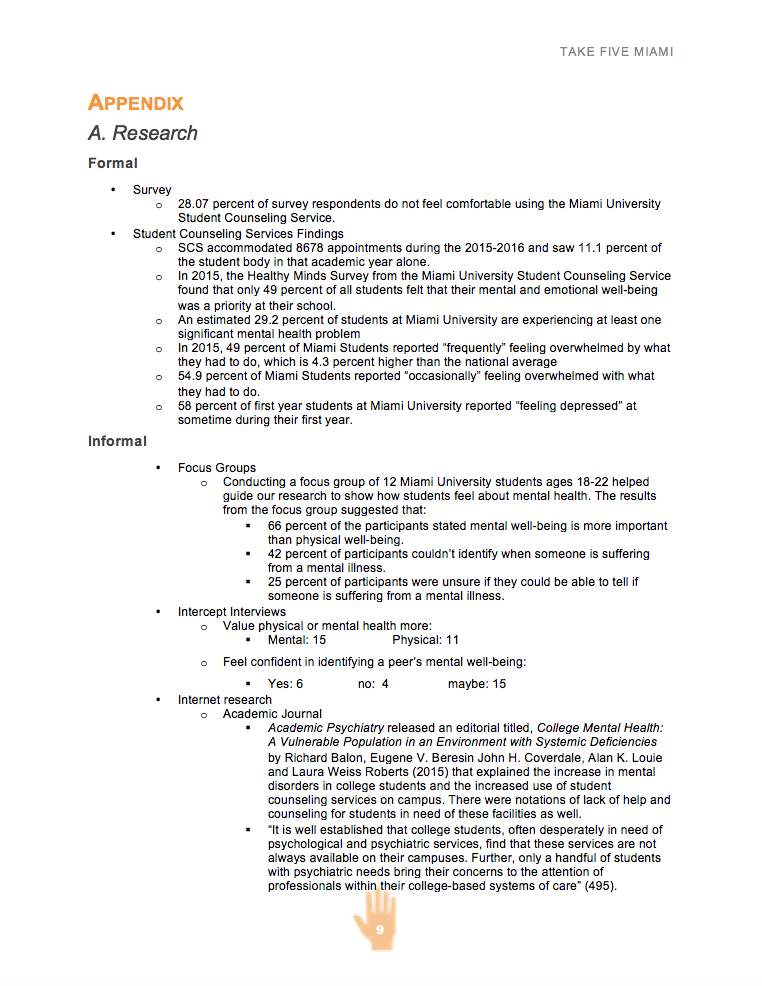 TAKE FIVE MIAMI
APPENDIX
A. Research
Formal
• Survey
o 28.07 percent of survey respondents do not feel comfortable using the Miami University
Student Counseling Service.
• Student Counseling Services Findings
o SCS accommodated 8678 appointments during the 2015-2016 and saw 11.1 percent of
the student body in that academic year alone.
o In 2015, the Healthy Minds Survey from the Miami University Student Counseling Service
found that only 49 percent of all students felt that their mental and emotional well-being
was a priority at their school.
o An estimated 29.2 percent of students at Miami University are experiencing at least one
significant mental health problem
o In 2015, 49 percent of Miami Students reported “frequently” feeling overwhelmed by what
they had to do, which is 4.3 percent higher than the national average
o 54.9 percent of Miami Students reported “occasionally” feeling overwhelmed with what
they had to do.
o 58 percent of first year students at Miami University reported “feeling depressed” at
sometime during their first year.
Informal
• Focus Groups
o Conducting a focus group of 12 Miami University students ages 18-22 helped
guide our research to show how students feel about mental health. The results
from the focus group suggested that:
▪ 66 percent of the participants stated mental well-being is more important
than physical well-being.
▪ 42 percent of participants couldn’t identify when someone is suffering
from a mental illness.
▪ 25 percent of participants were unsure if they could be able to tell if
someone is suffering from a mental illness.
• Intercept Interviews
o Value physical or mental health more:
▪ Mental: 15 Physical: 11
o Feel confident in identifying a peer’s mental well-being:
▪ Yes: 6 no: 4 maybe: 15
• Internet research
o Academic Journal
▪ Academic Psychiatry released an editorial titled, College Mental Health:
A Vulnerable Population in an Environment with Systemic Deficiencies
by Richard Balon, Eugene V. Beresin John H. Coverdale, Alan K. Louie
and Laura Weiss Roberts (2015) that explained the increase in mental
disorders in college students and the increased use of student
counseling services on campus. There were notations of lack of help and
counseling for students in need of these facilities as well.
▪ “It is well established that college students, often desperately in need of
psychological and psychiatric services, find that these services are not
always available on their campuses. Further, only a handful of students
with psychiatric needs bring their concerns to the attention of
professionals within their college-based systems of care” (495).
9